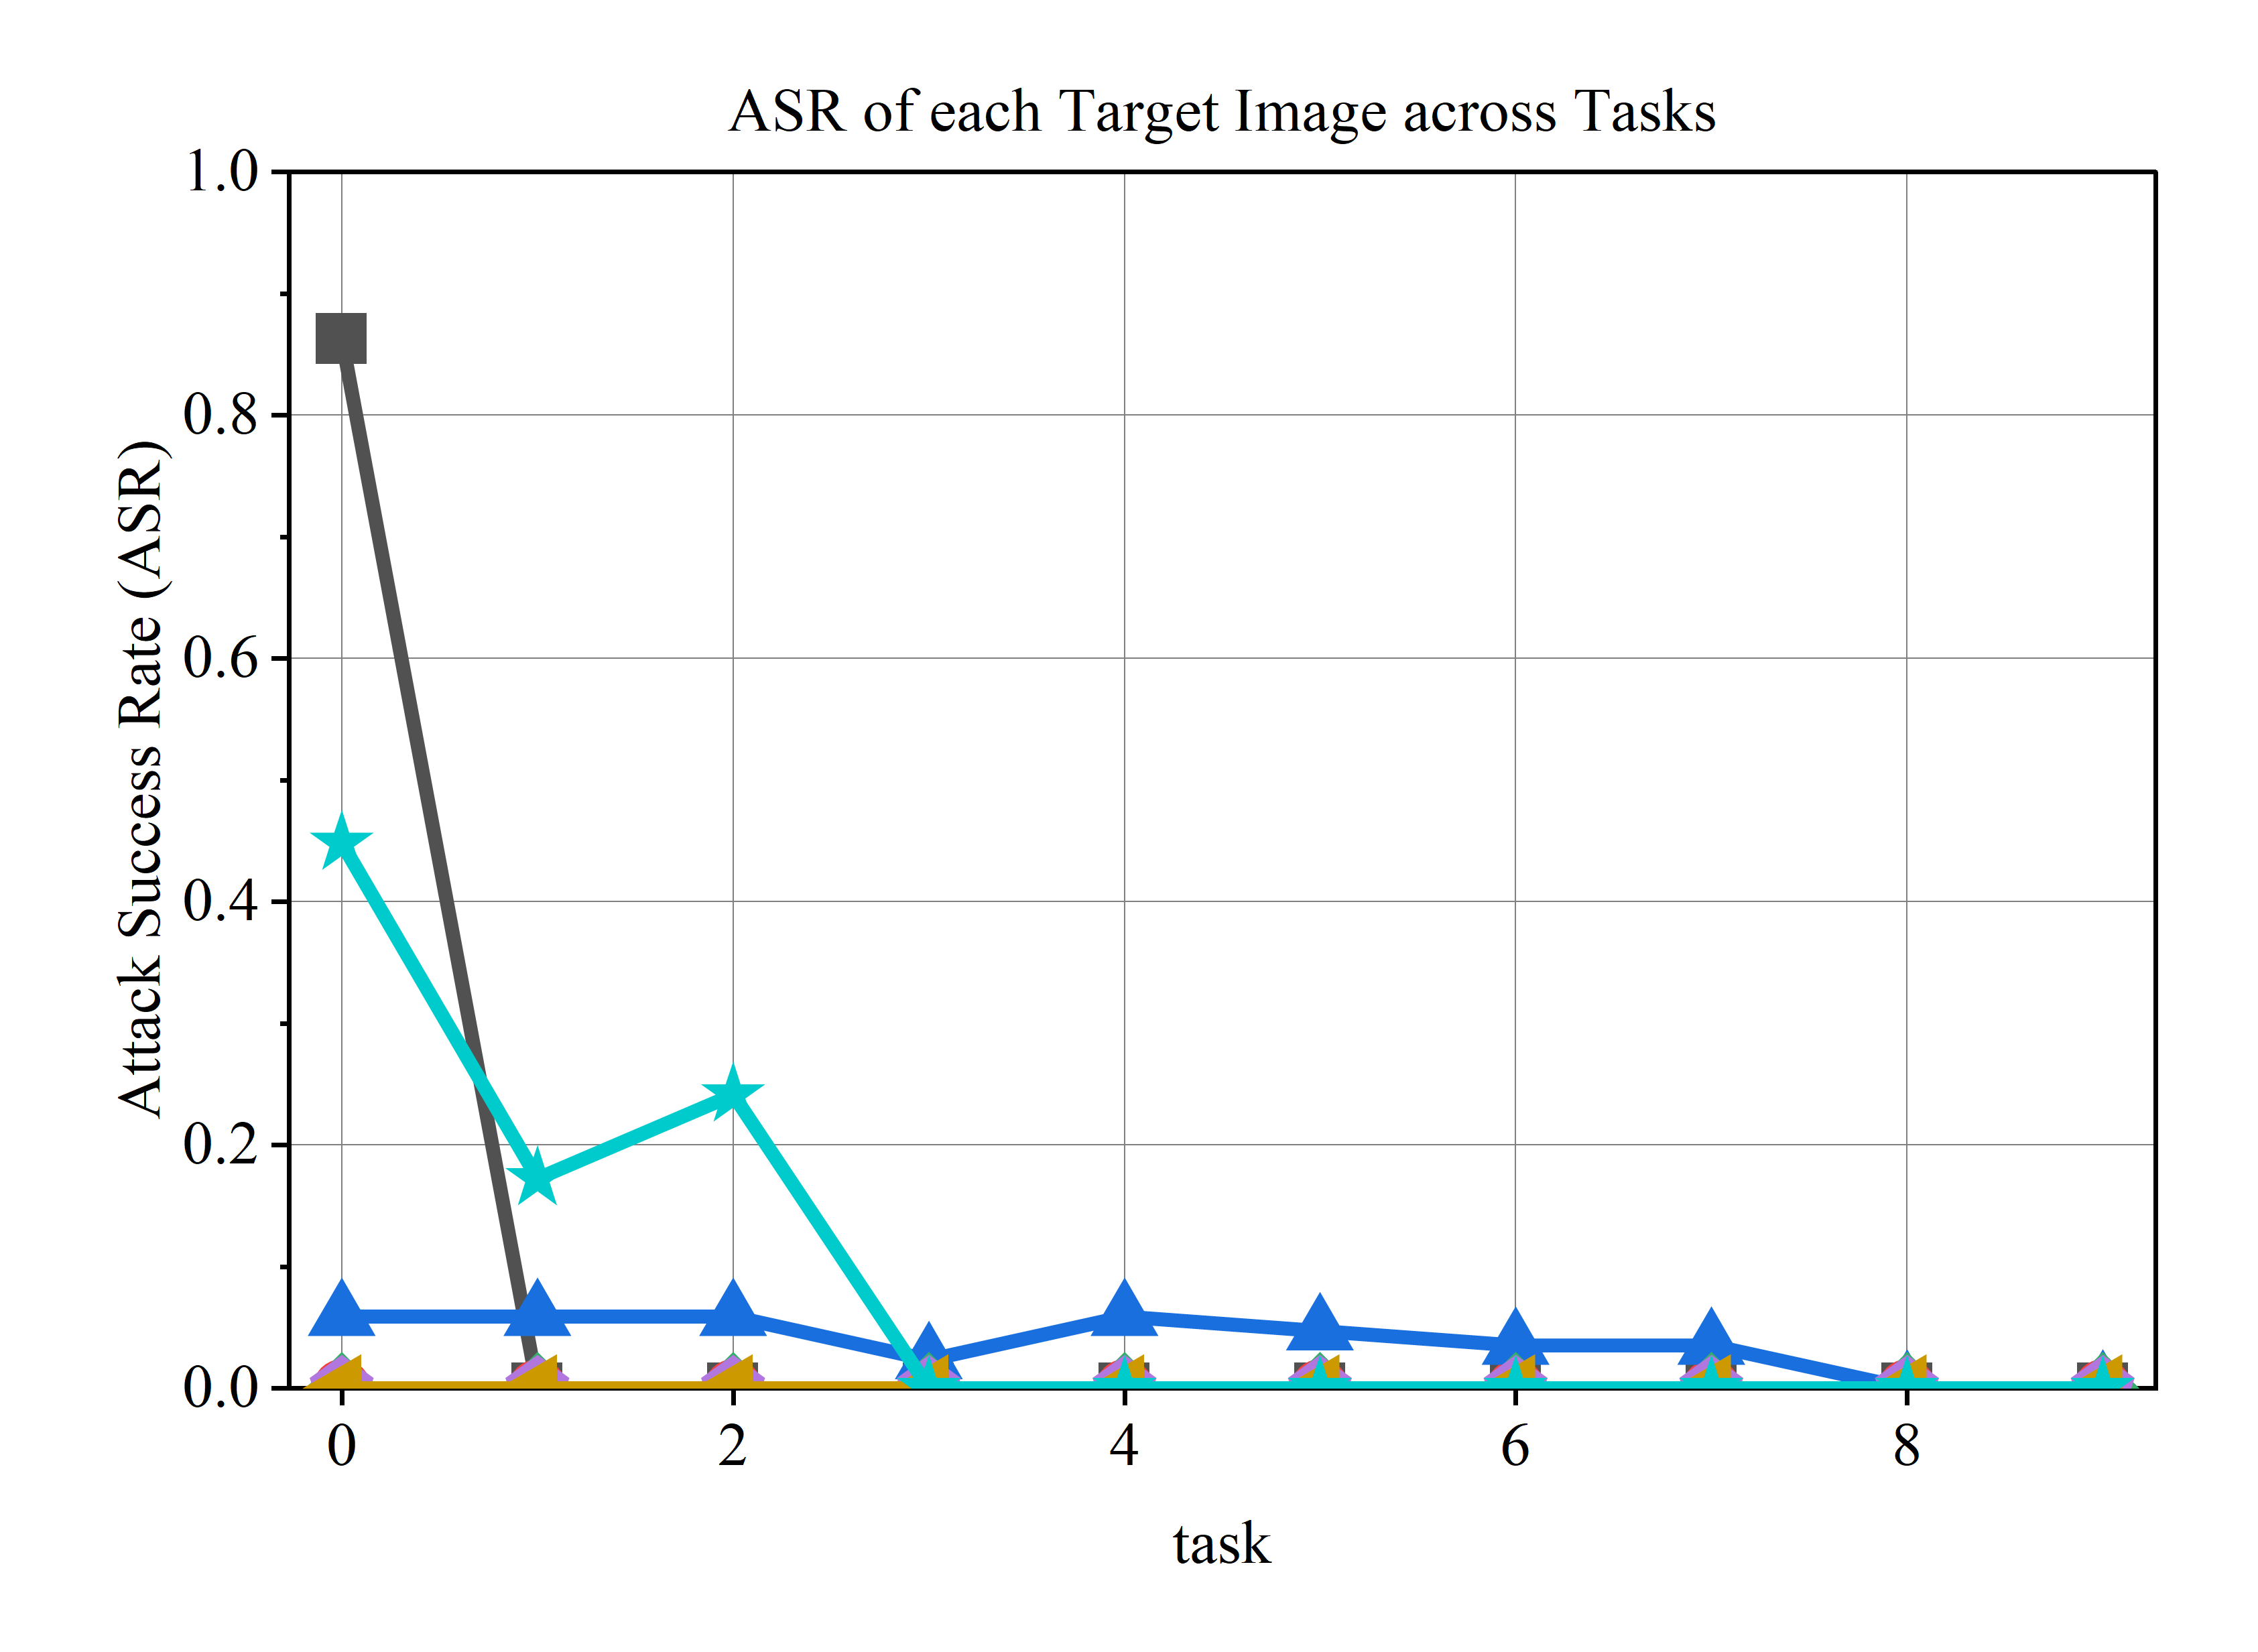 ASR of each Target Image across Tasks
Attack Success Rate (ASR)
1.0
0.8
0.6
0.4
0.2
0.0
0 2 4 6 8
task